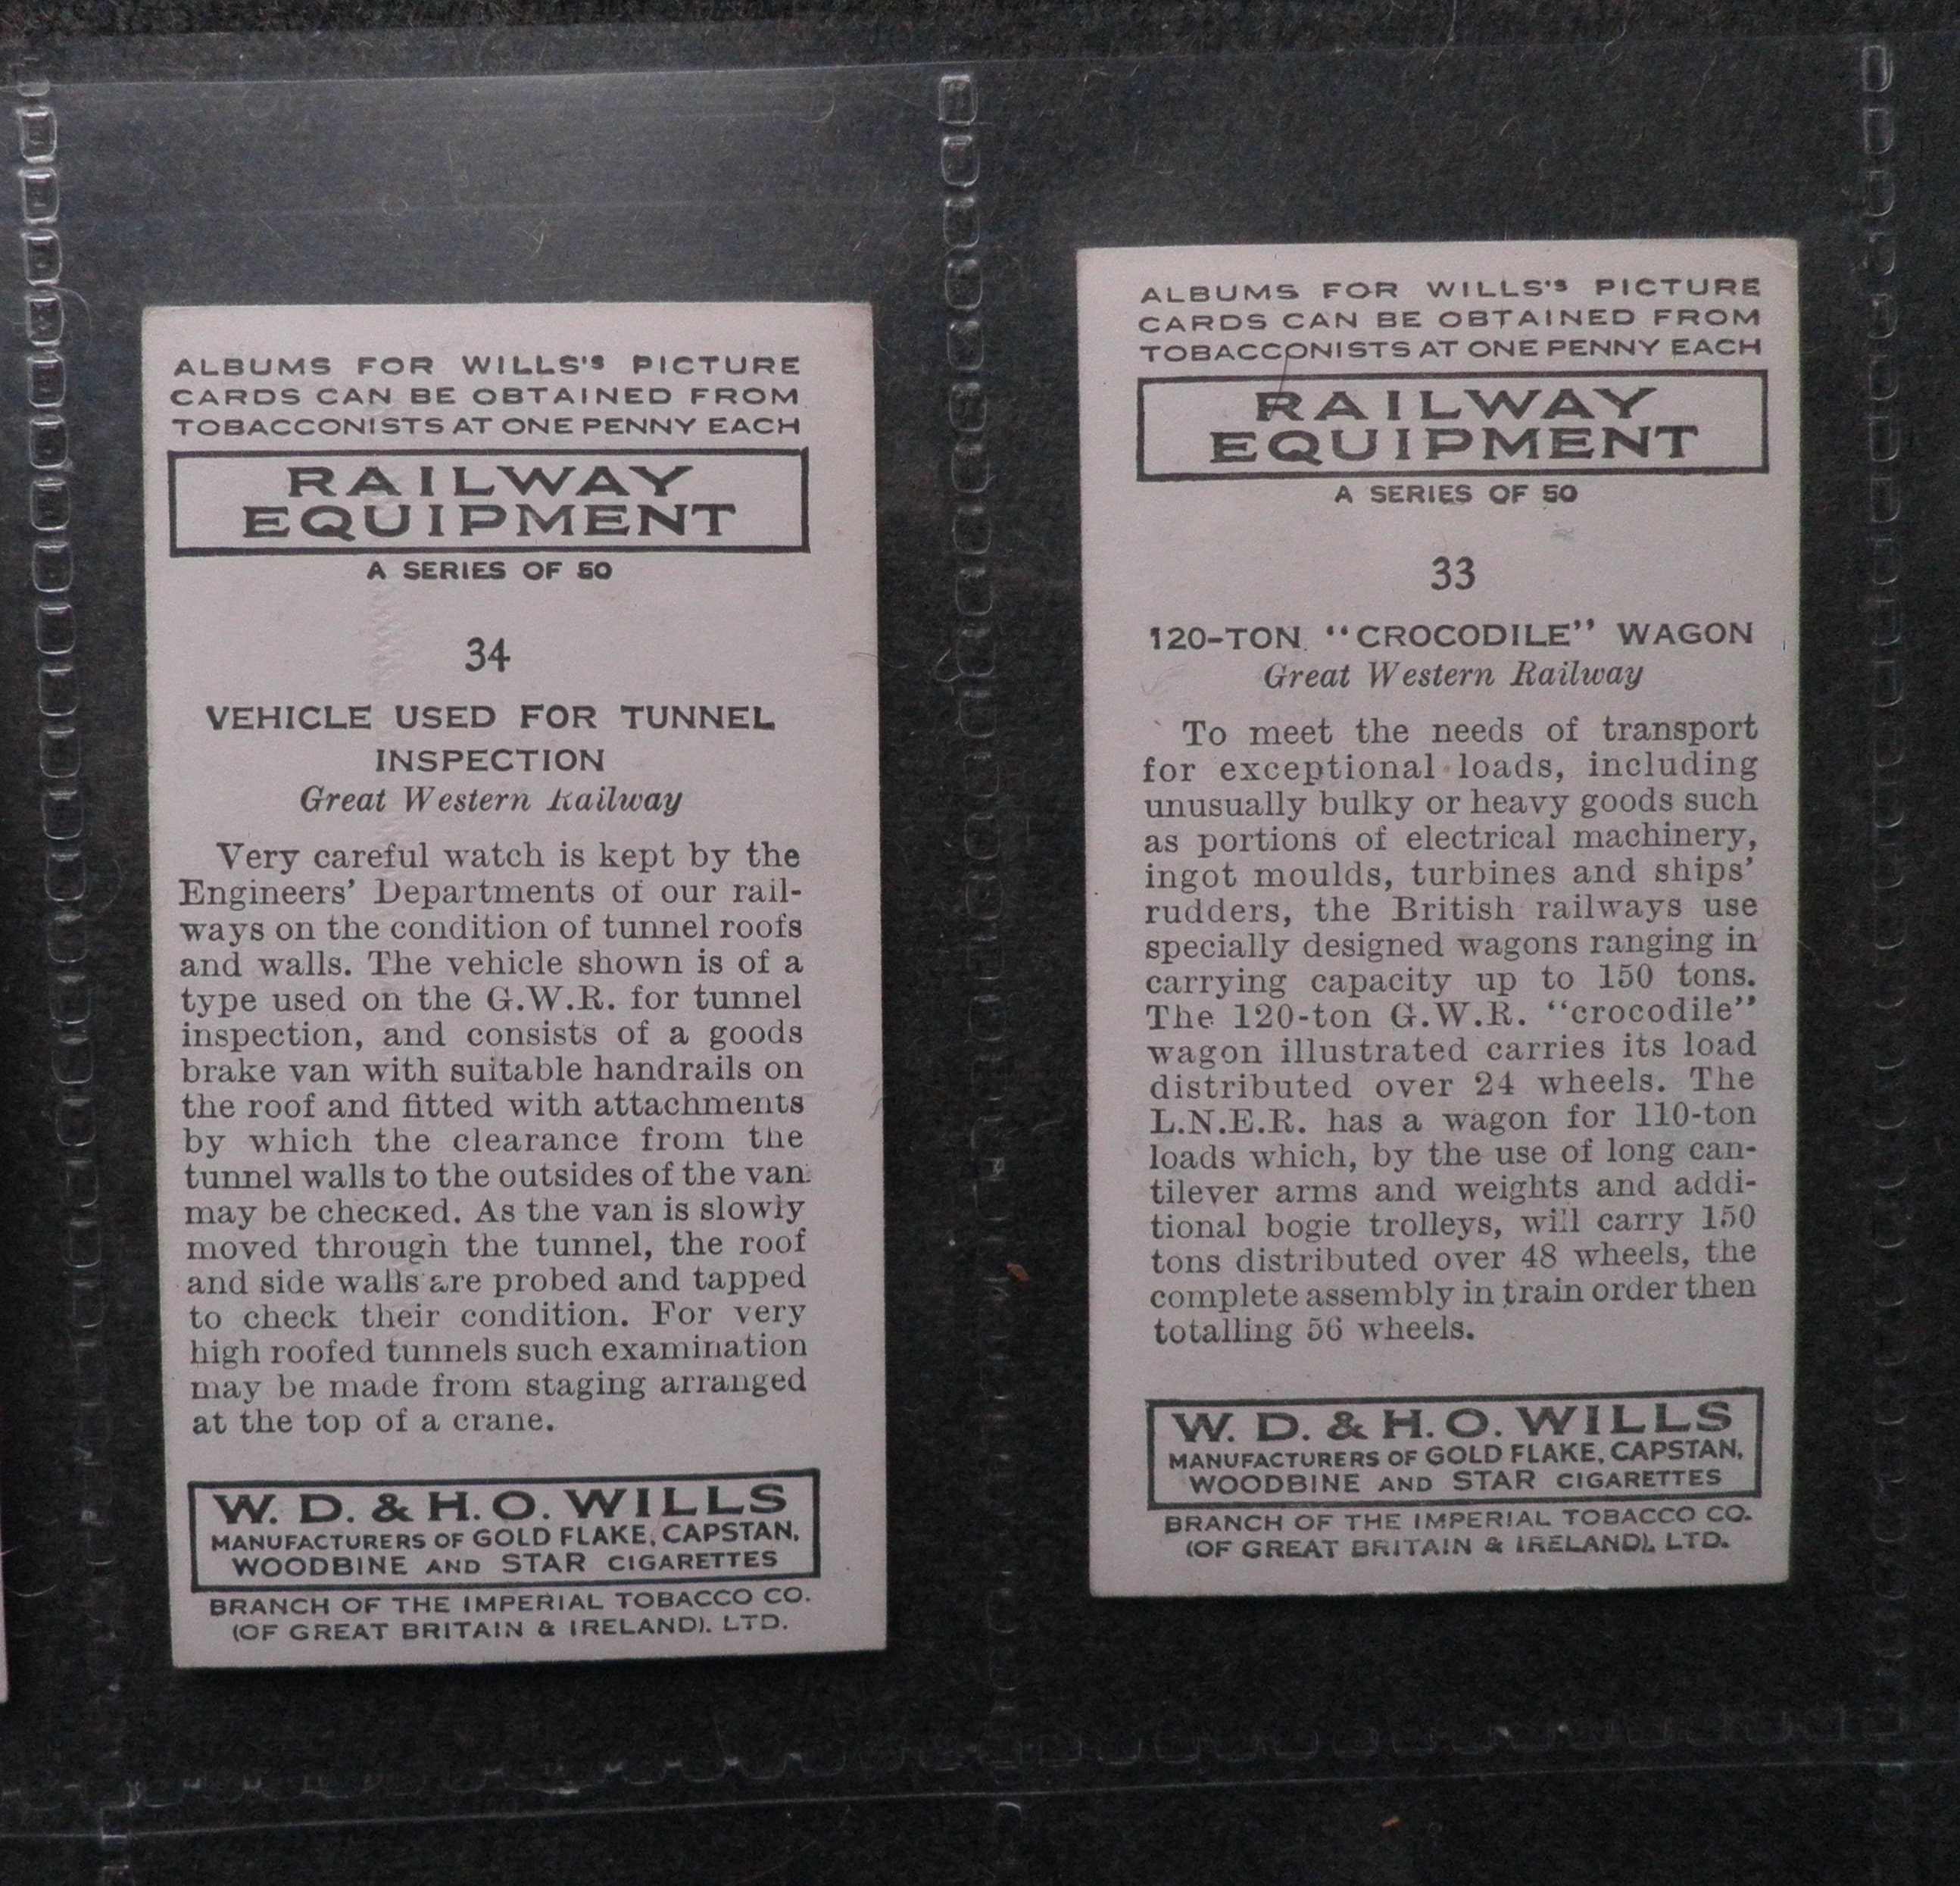 ALBUMS FOR WILLS'S PICTURE
CARDS CAN BE OBTAINED FROM
TOBACCONISTS AT ONE PENNY EACH
RAILWAY
EQUIPMENT
A SERIES OF 50
34
VEHICLE USED FOR TUNNEL
INSPECTION
Great Western Railway
Very careful watch is kept by the
Engineers' Departments of our rail-
ways on the condition of tunnel roofs
and walls. The vehicle shown is of a
type used on the G.W.R. for tunnel
inspection, and consists of a goods
brake van with suitable handrails on
the roof and fitted with attachments
by which the clearance from the
tunnel walls to the outsides of the van
may be checked. As the van is slowly
moved through the tunnel, the roof
and side walls are probed and tapped
to check their condition. For very
high roofed tunnels such examination
may be made from staging arranged
at the top of a crane.
W. D. & H. O. WILLS
MANUFACTURERS OF GOLD FLAKE, CAPSTAN,
WOODBINE AND STAR CIGARETTES
BRANCH OF THE IMPERIAL TOBACCO CO.
(OF GREAT BRITAIN & IRELAND), LTD.
ALBUMS FOR WILLS'S PICTURE
CARDS CAN BE OBTAINED FROM
TOBACCONISTS AT ONE PENNY EACH
RAILWAY
EQUIPMENT
A SERIES OF 50
33
120-TON "CROCODILE" WAGON
Great Western Railway
To meet the needs of transport
for exceptional loads, including
unusually bulky or heavy goods such
as portions of electrical machinery,
ingot moulds, turbines and ships'
rudders, the British railways use
specially designed wagons ranging in
carrying capacity up to 150 tons.
The 120-ton G.W.R. "crocodile"
wagon illustrated carries its load
distributed over 24 wheels. The
L.N.E.R. has a wagon for 110-ton
loads which, by the use of long can-
tilever arms and weights and addi-
tional bogie trolleys, will carry 150
tons distributed over 48 wheels, the
complete assembly in train order then
totalling 56 wheels.
W. D. & H. O. WILLS
MANUFACTURERS OF GOLD FLAKE, CAPSTAN,
WOODBINE AND STAR CIGARETTES
BRANCH OF THE IMPERIAL TOBACCO CO.
(OF GREAT BRITAIN & IRELAND), LTD.